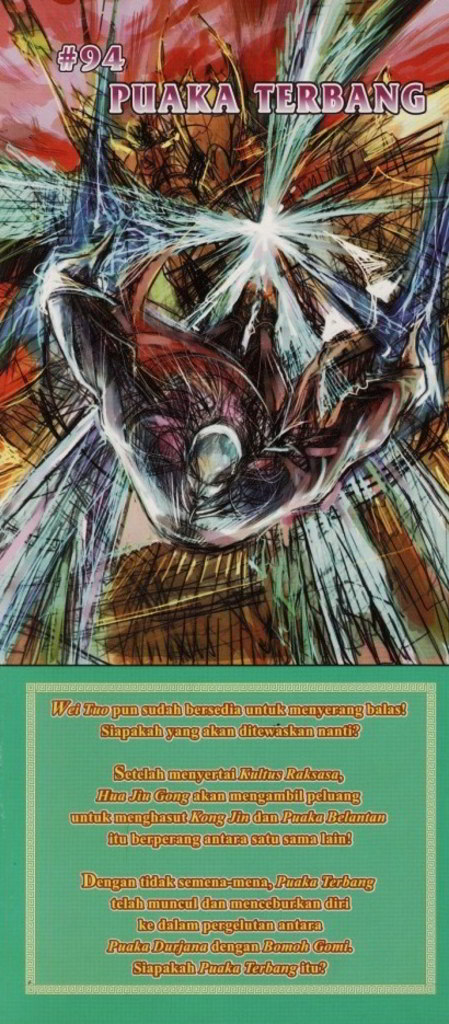 #94
PUAKA TERBANG
Wei Tuo pun sudah bersedia untuk menyerang balas!
Siapakah yang akan ditewaskan nanti?
Setelah menyertai Kultus Raksasa,
Hua Jiu Gong akan mengambil peluang
untuk menghasut Kong Jin dan Puaka Belantan
itu berperang antara satu sama lain!
Dengan tidak semena-mena, Puaka Terbang
telah muncul dan menceburkan diri
ke dalam pergelutan antara
Puaka Durjana dengan Bomoh Gomi.
Siapakah Puaka Terbang itu?